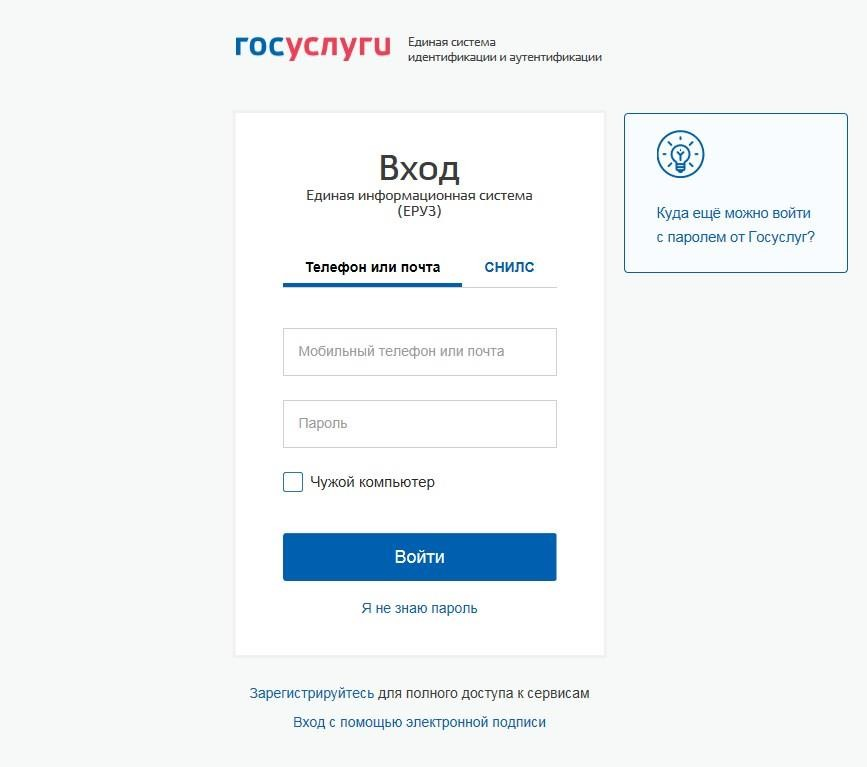 госуслуги
Единая система
идентификации и аутентификации
Вход
Единая информационная система
(ЕРУЗ)
Телефон или почта
СНИЛС
Мобильный телефон или почта
Пароль
Чужой компьютер
Войти
Я не знаю пароль
Зарегистрируйтесь для полного доступа к сервисам
Вход с помощью электронной подписи
Куда ещё можно войти
с паролем от Госуслуг?